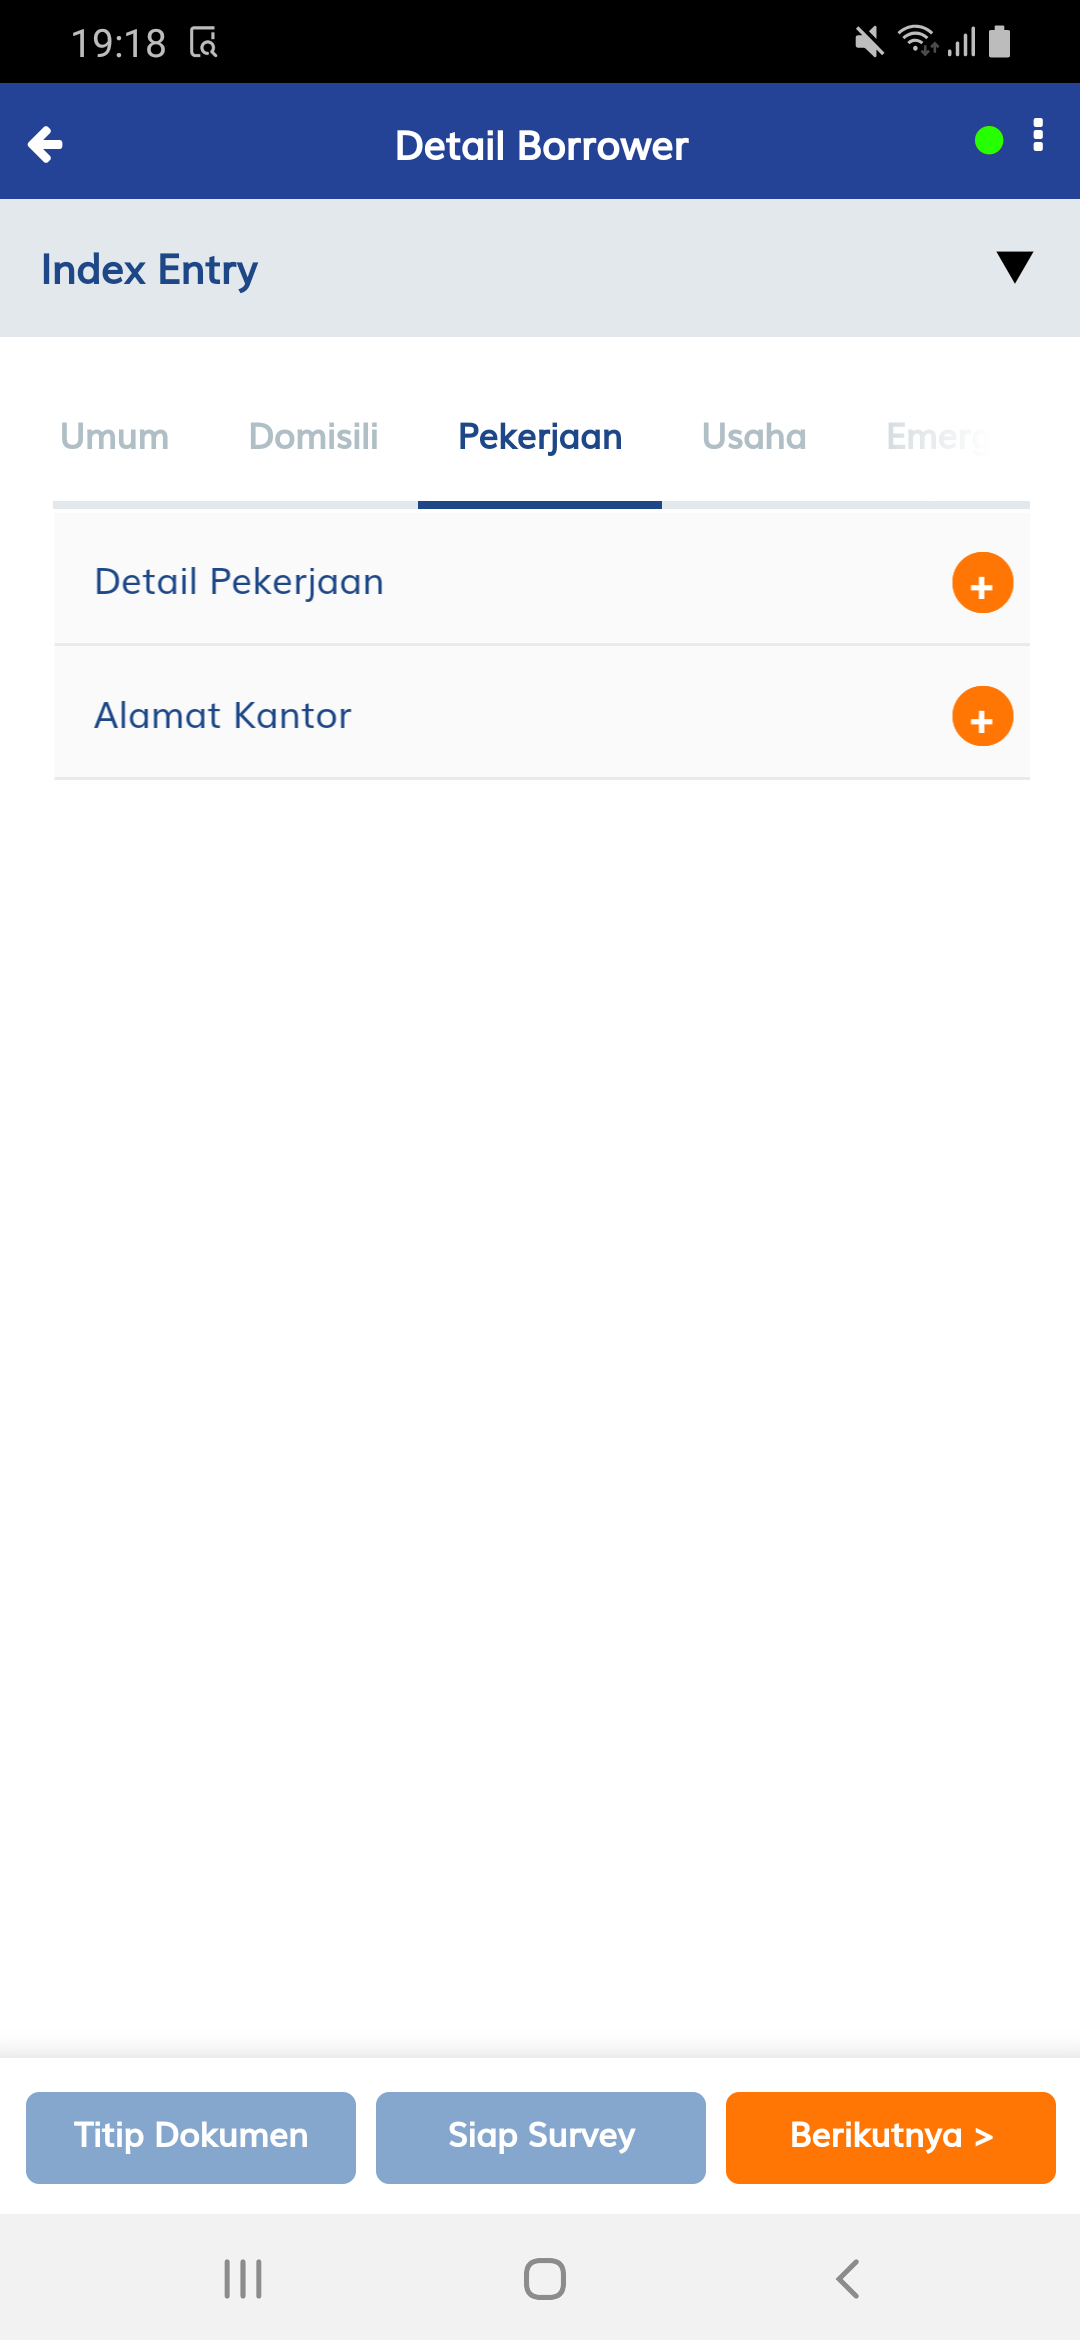 19:18
Detail Borrower
Index Entry
Umum Domisili Pekerjaan Usaha Emerg
Detail Pekerjaan
+
Alamat Kantor
+
Titip Dokumen Siap Survey Berikutnya >